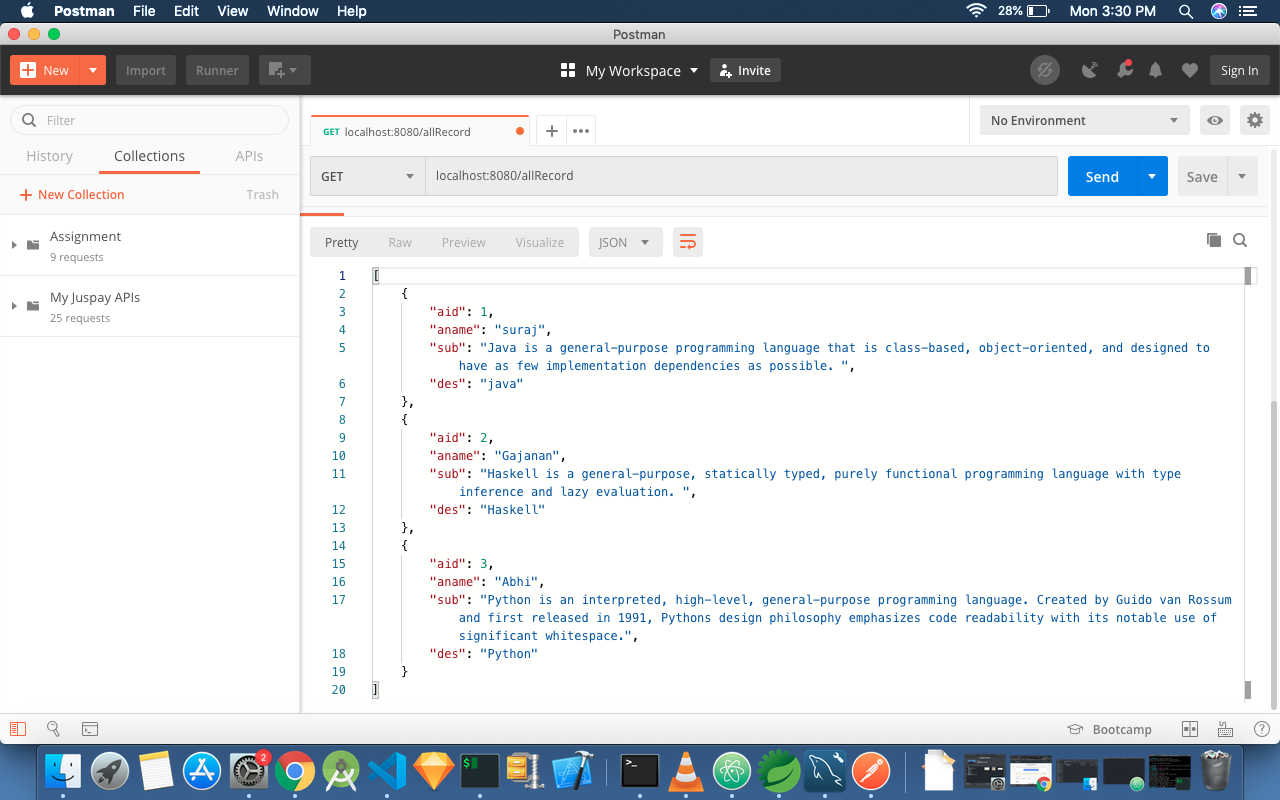 Postman File Edit View Window Help 28% Mon 3:30 PM
Postman
New Import Runner My Workspace Invite Sign In
Filter
GET localhost:8080/allRecord
No Environment
History Collections APIs
GET localhost:8080/allRecord Send Save
+ New Collection Trash
Assignment
9 requests
My Juspay APIs
25 requests
Pretty Raw Preview Visualize JSON
1 [
2 {
3 "aid": 1,
4 "aname": "suraj",
5 "sub": "Java is a general-purpose programming language that is class-based, object-oriented, and designed to
have as few implementation dependencies as possible. ",
6 "des": "java"
7 },
8 {
9 "aid": 2,
10 "aname": "Gajanan",
11 "sub": "Haskell is a general-purpose, statically typed, purely functional programming language with type
inference and lazy evaluation. ",
12 "des": "Haskell"
13 },
14 {
15 "aid": 3,
16 "aname": "Abhi",
17 "sub": "Python is an interpreted, high-level, general-purpose programming language. Created by Guido van Rossum
and first released in 1991, Pythons design philosophy emphasizes code readability with its notable use of
significant whitespace.",
18 "des": "Python"
19 }
20 ]
Bootcamp
2